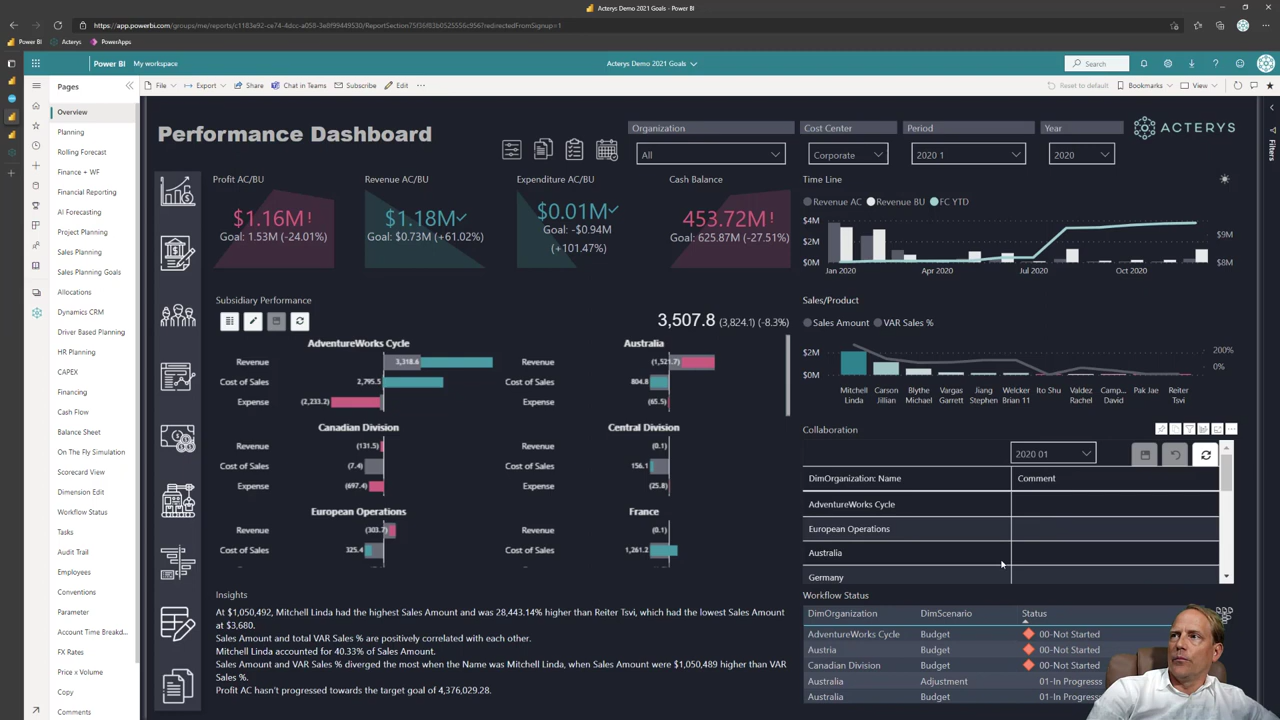 Acterys Demo 2021 Goals - Power BI
https://app.powerbi.com/groups/me/reports/c1183e92-ce74-4dcc-a058-3e8f99449530/ReportSection75f36f83b0525556c956?redirectedFromSignup=1
Power BI Acterys PowerApps
Power BI My workspace Acterys Demo 2021 Goals Search
Pages File Export Share Chat in Teams Subscribe Edit Reset to default Bookmarks View
Overview
Planning
Rolling Forecast
Finance + WF
Financial Reporting
AI Forecasting
Project Planning
Sales Planning
Sales Planning Goals
Allocations
Dynamics CRM
Driver Based Planning
HR Planning
CAPEX
Financing
Cash Flow
Balance Sheet
On The Fly Simulation
Scorecard View
Dimension Edit
Workflow Status
Tasks
Audit Trail
Employees
Conventions
Parameter
Account Time Breakd...
FX Rates
Price x Volume
Copy
Comments
Performance Dashboard
Organization Cost Center Period Year
All Corporate 2020 1 2020
ACTERYS
Filters
Profit AC/BU Revenue AC/BU Expenditure AC/BU Cash Balance
$1.16M! $1.18M $0.01M 453.72M!
Goal: 1.53M (-24.01%) Goal: $0.73M (+61.02%) Goal: -$0.94M (+101.47%) Goal: 625.87M (-27.51%)
Time Line
Revenue AC Revenue BU FC YTD
$4M
$2M
$0M
$9M
$8M
Jan 2020 Apr 2020 Jul 2020 Oct 2020
Subsidiary Performance
3,507.8 (3,824.1) (-8.3%)
AdventureWorks Cycle
Revenue 3,318.6
Cost of Sales 2,795.5
Expense (2,233.2)
Australia
Revenue (1,521.7)
Cost of Sales 804.8
Expense (65.5)
Canadian Division
Revenue (131.5)
Cost of Sales (7.4)
Expense (697.4)
Central Division
Revenue (0.1)
Cost of Sales 156.1
Expense (25.8)
European Operations
Revenue (303.7)
Cost of Sales 325.4
France
Revenue (0.1)
Cost of Sales 1,261.2
Sales/Product
Sales Amount VAR Sales %
$2M
$0M
200%
0%
Mitchell Linda
Carson Jillian
Blythe Michael
Vargas Garrett
Jiang Stephen
Welcker Brian 11
Ito Shu
Valdez Rachel
Camp... David
Pak Jae
Reiter Tsvi
Collaboration
2020 01
DimOrganization: Name Comment
AdventureWorks Cycle
European Operations
Australia
Germany
Insights
At $1,050,492, Mitchell Linda had the highest Sales Amount and was 28,443.14% higher than Reiter Tsvi, which had the lowest Sales Amount
at $3,680.
Sales Amount and total VAR Sales % are positively correlated with each other.
Mitchell Linda accounted for 40.33% of Sales Amount.
Sales Amount and VAR Sales % diverged the most when the Name was Mitchell Linda, when Sales Amount were $1,050,489 higher than VAR
Sales %.
Profit AC hasn't progressed towards the target goal of 4,376,029.28.
Workflow Status
DimOrganization DimScenario Status
AdventureWorks Cycle Budget 00-Not Started
Austria Budget 00-Not Started
Canadian Division Budget 00-Not Started
Australia Adjustment 01-In Progresss
Australia Budget 01-In Progresss